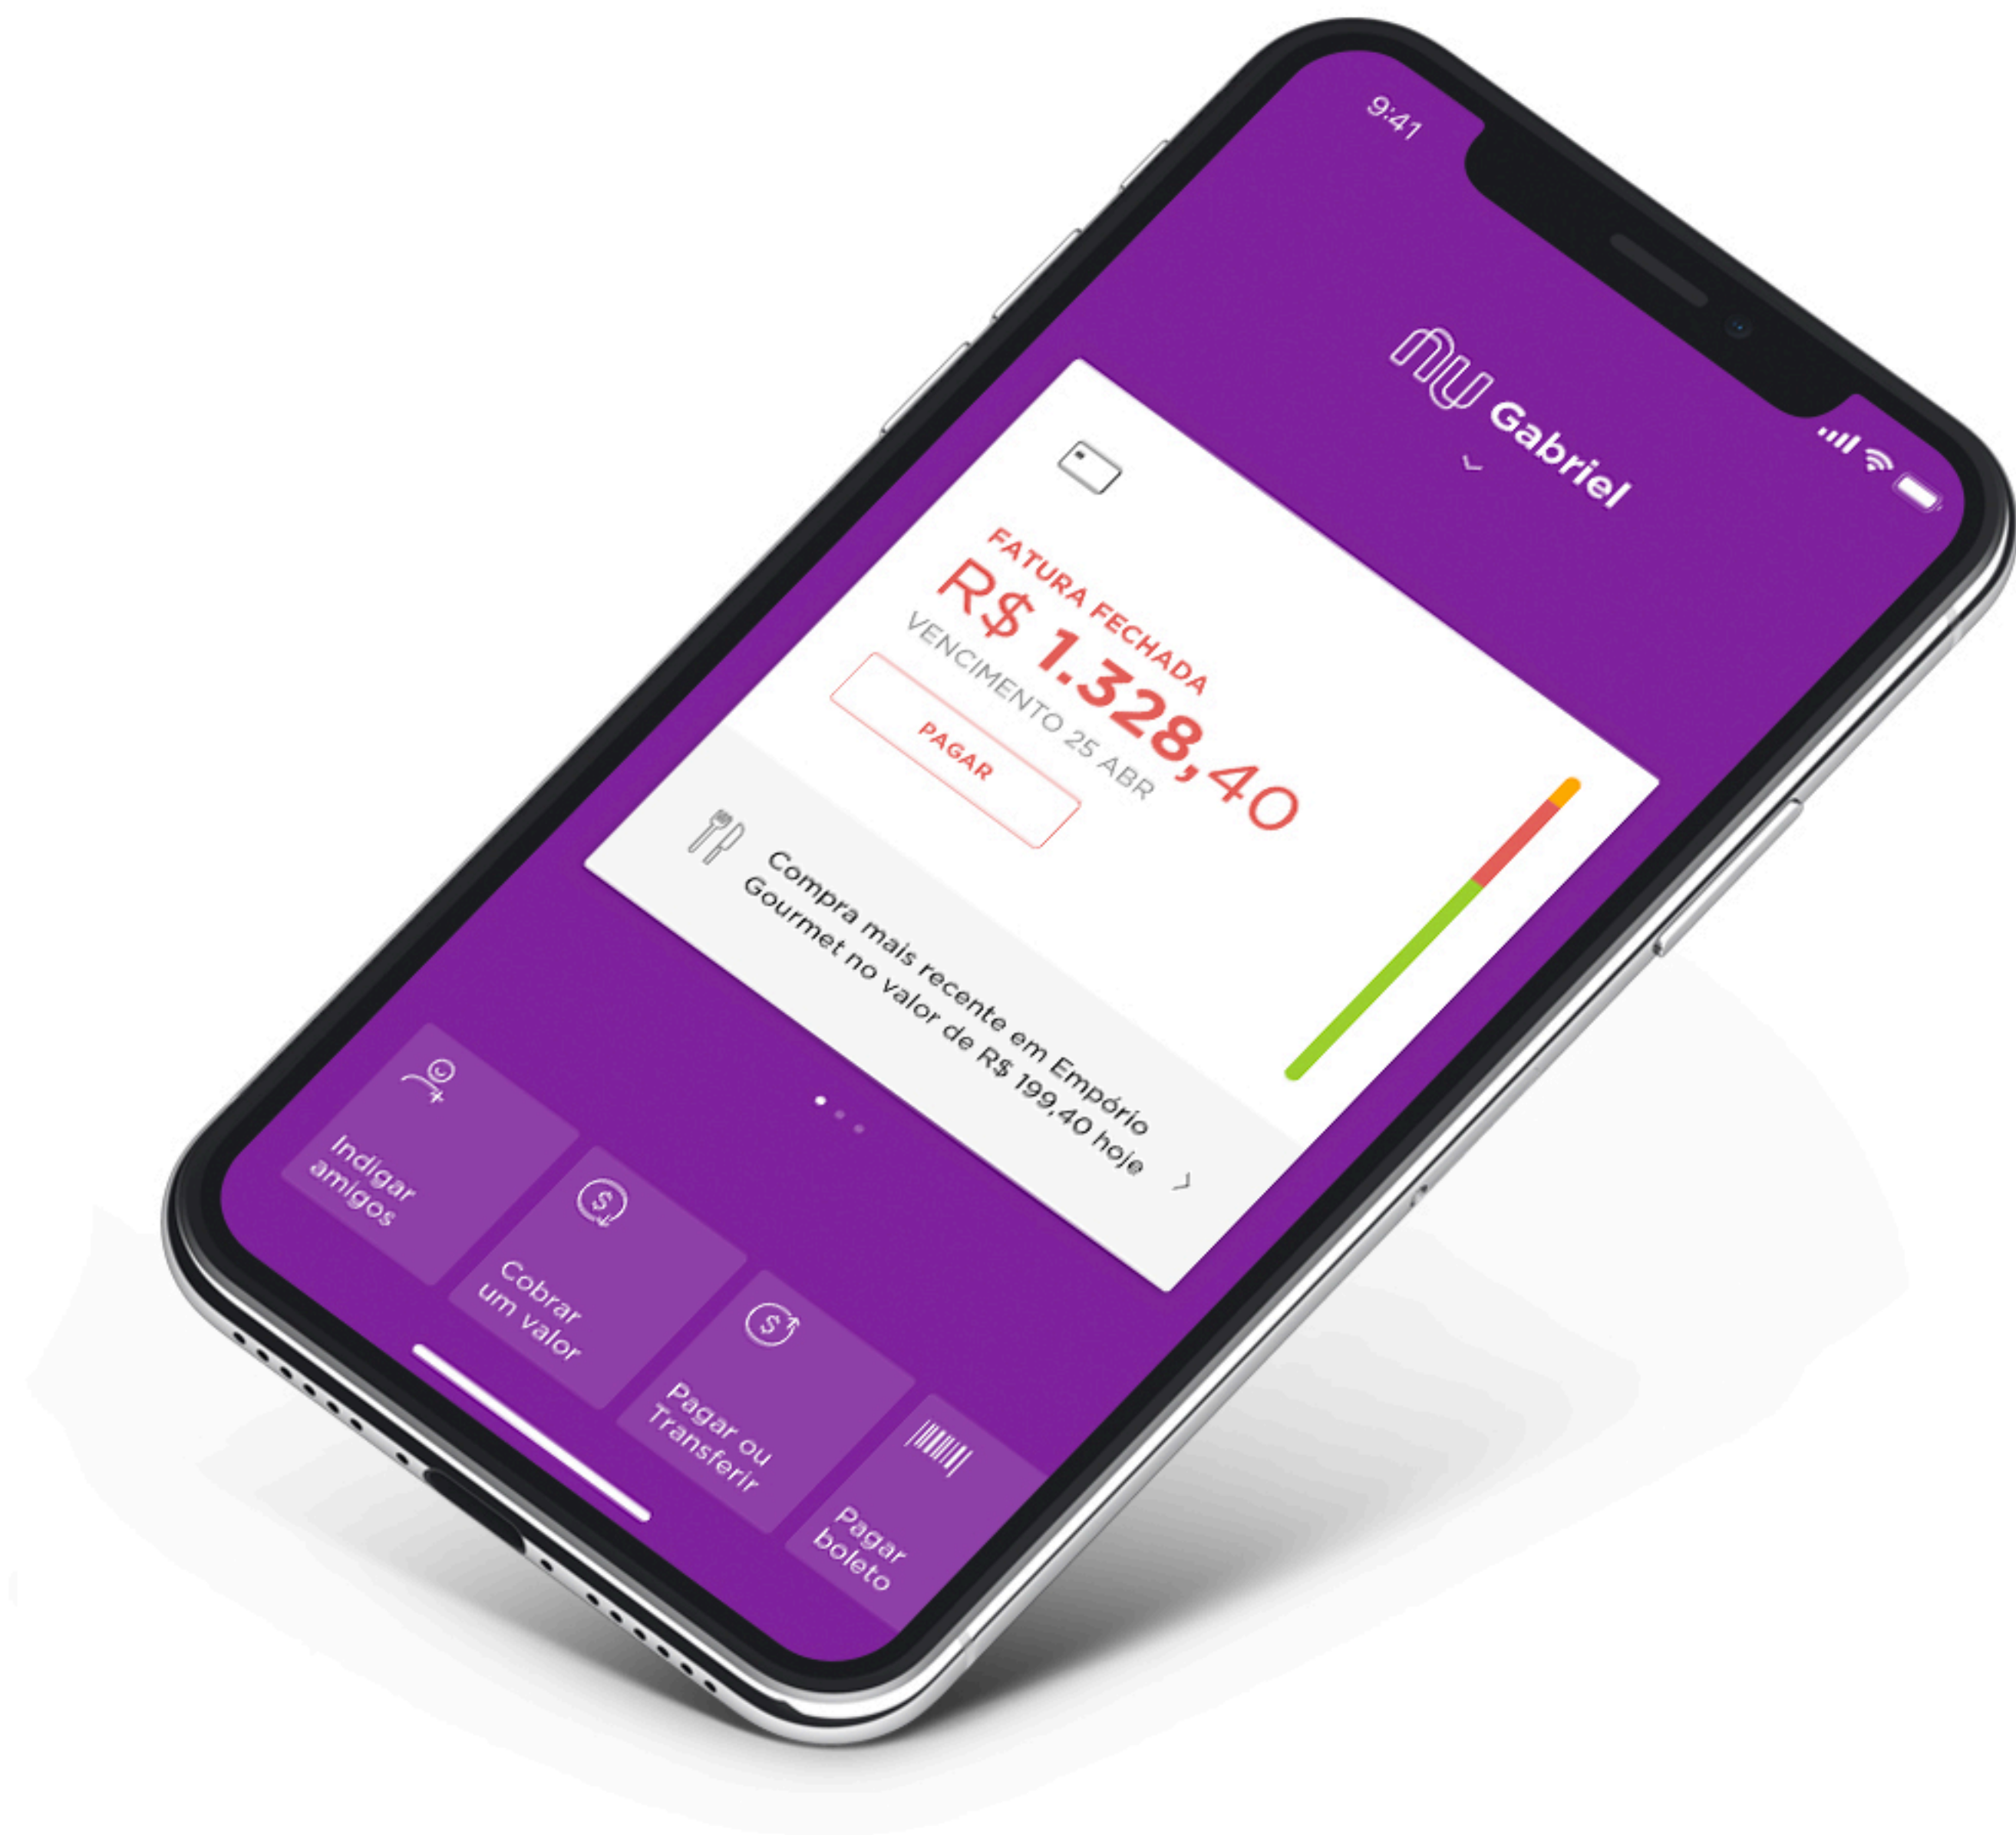 9:41
nu Gabriel
FATURA FECHADA
R$ 1.328,40
VENCIMENTO 25 ABR
PAGAR
Compra mais recente em Empório
Gourmet no valor de R$ 199,40 hoje
Indigar
amigos
Cobrar
um valor
Pagar ou
Transferir
Pagar
boleto